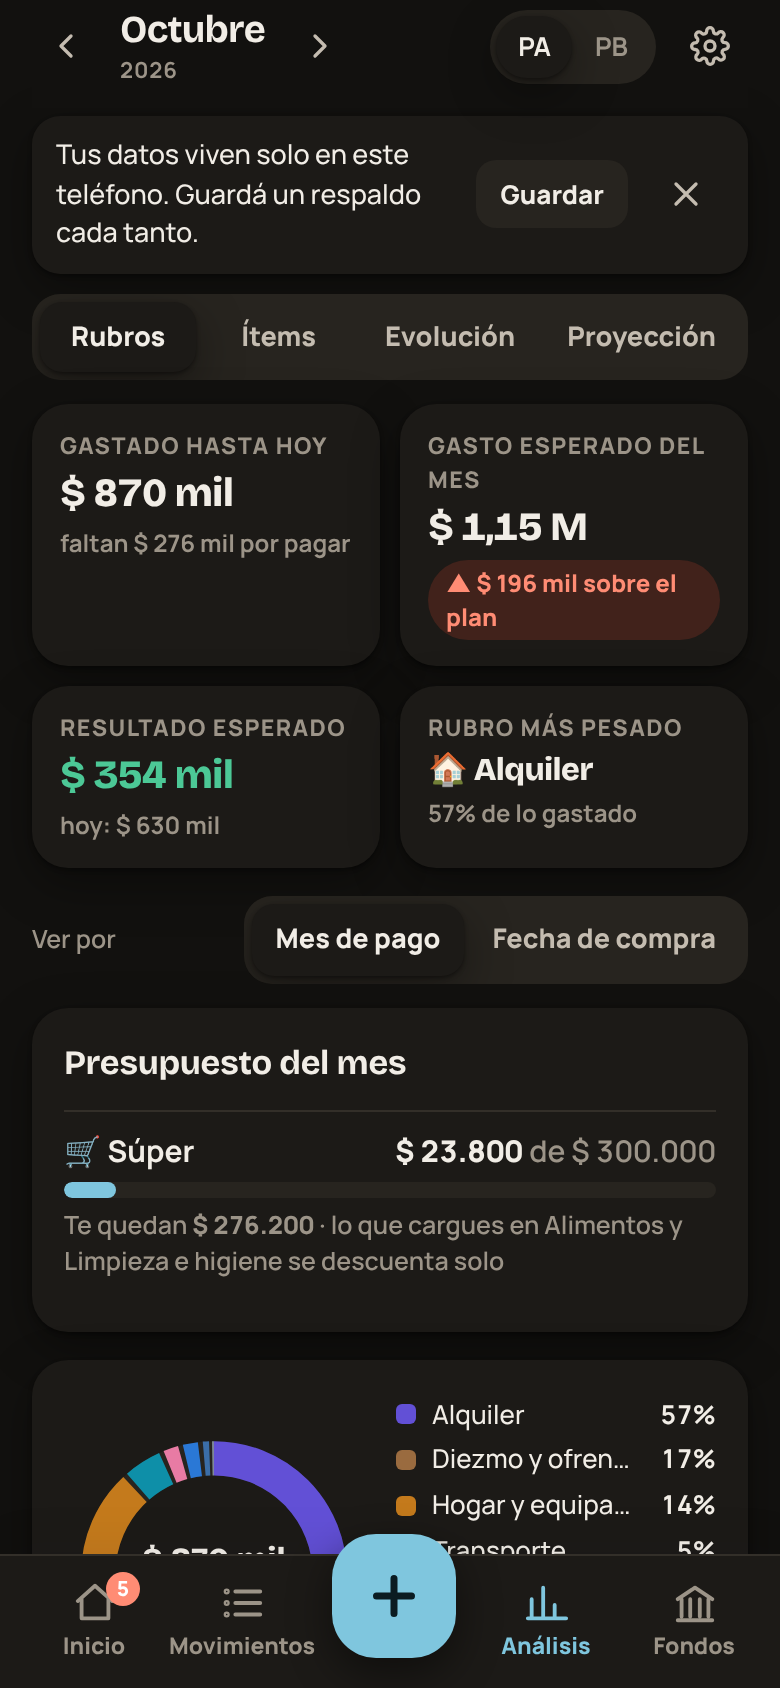 Octubre
2026
PA
PB
Tus datos viven solo en este
teléfono. Guardá un respaldo
cada tanto.
Guardar
Rubros
Ítems
Evolución
Proyección
GASTADO HASTA HOY
$ 870 mil
faltan $ 276 mil por pagar
GASTO ESPERADO DEL
MES
$ 1,15 M
▲ $ 196 mil sobre el
plan
RESULTADO ESPERADO
$ 354 mil
hoy: $ 630 mil
RUBRO MÁS PESADO
Alquiler
57% de lo gastado
Ver por
Mes de pago
Fecha de compra
Presupuesto del mes
Súper
$ 23.800 de $ 300.000
Te quedan $ 276.200 · lo que cargues en Alimentos y
Limpieza e higiene se descuenta solo
Alquiler 57%
Diezmo y ofren... 17%
Hogar y equipa... 14%
Transporte 5%
$ 870 mil
5
Inicio
Movimientos
Análisis
Fondos